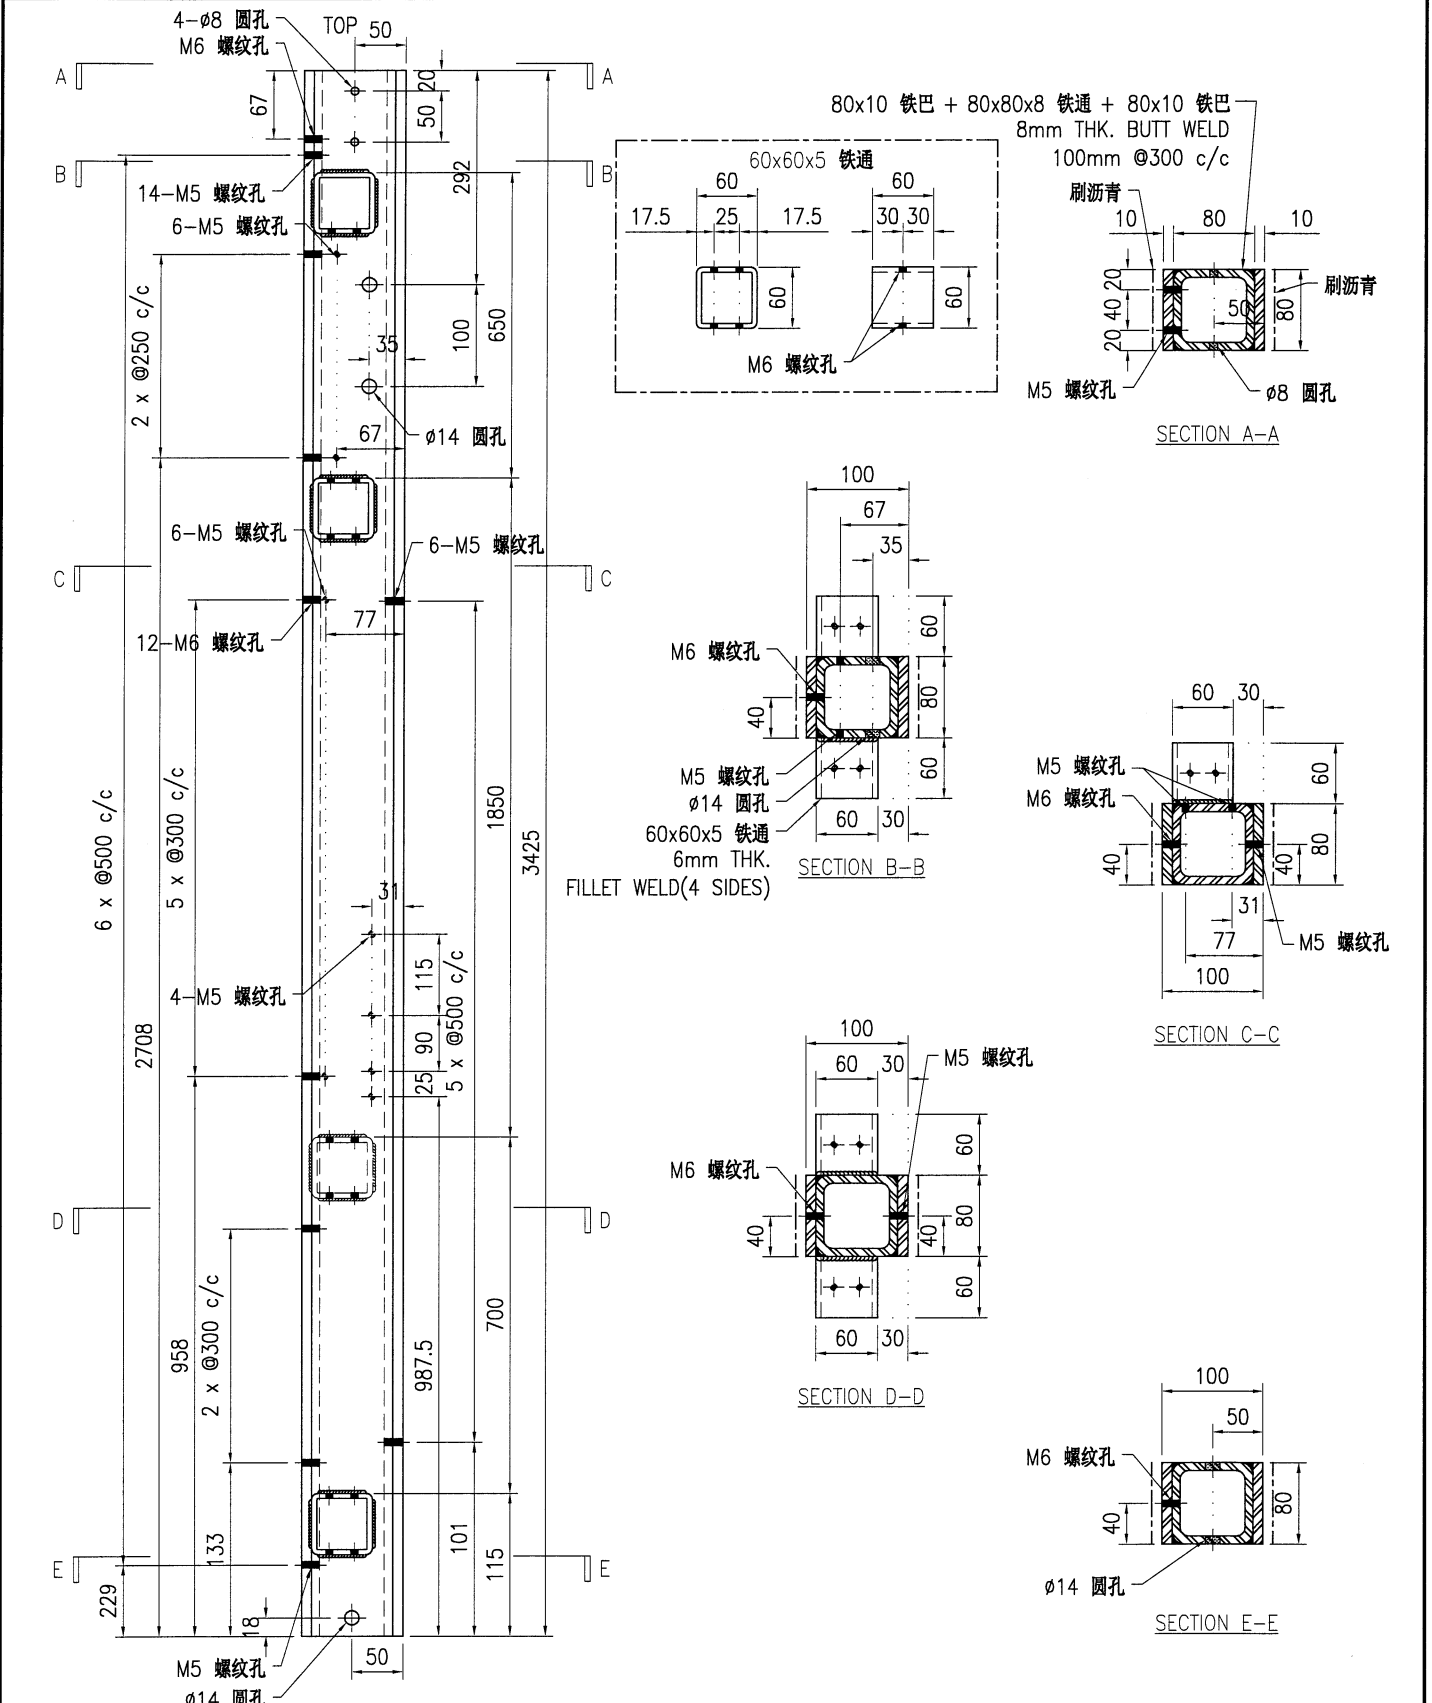 4-ø8 圆孔
TOP
50
M6 螺纹孔
A
A
67
20
50
B
B
14-M5 螺纹孔
292
6-M5 螺纹孔
2 x @250 c/c
100
650
35
67
ø14 圆孔
6-M5 螺纹孔
6-M5 螺纹孔
C
C
77
12-M6 螺纹孔
6 x @500 c/c
2708
5 x @300 c/c
1850
3425
31
115
4-M5 螺纹孔
90
25
5 x @500 c/c
D
D
958
2 x @300 c/c
987.5
700
133
101
115
E
E
229
18
50
M5 螺纹孔
ø14 圆孔
60x60x5 铁通
60
60
17.5
25
17.5
30
30
60
60
M6 螺纹孔
80x10 铁巴 + 80x80x8 铁通 + 80x10 铁巴
8mm THK. BUTT WELD
100mm @300 c/c
刷沥青
10
80
10
刷沥青
20
40
20
50
80
M5 螺纹孔
ø8 圆孔
SECTION A-A
100
67
35
M6 螺纹孔
60
80
40
60
M5 螺纹孔
ø14 圆孔
60x60x5 铁通
6mm THK.
FILLET WELD(4 SIDES)
60
30
SECTION B-B
60
30
M5 螺纹孔
M6 螺纹孔
60
40
40
80
31
77
M5 螺纹孔
100
SECTION C-C
100
60
30
M5 螺纹孔
M6 螺纹孔
60
40
40
80
60
60
30
SECTION D-D
100
50
M6 螺纹孔
40
80
ø14 圆孔
SECTION E-E